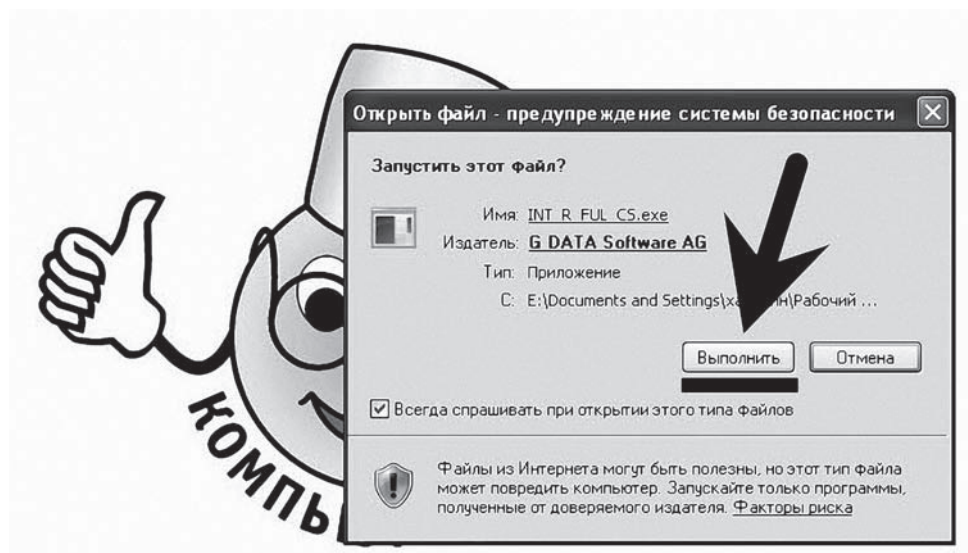 Открыть файл - предупреждение системы безопасности
Запустить этот файл?
Имя: INT_R_FUL_CS.exe
Издатель: G DATA Software AG
Тип: Приложение
С: E:\Documents and Settings\ \Рабочий ...
Выполнить
Отмена
Всегда спрашивать при открытии этого типа файлов
Файлы из Интернета могут быть полезны, но этот тип файла
может повредить компьютер. Запускайте только программы,
полученные от доверяемого издателя. Факторы риска
КОМПЬ